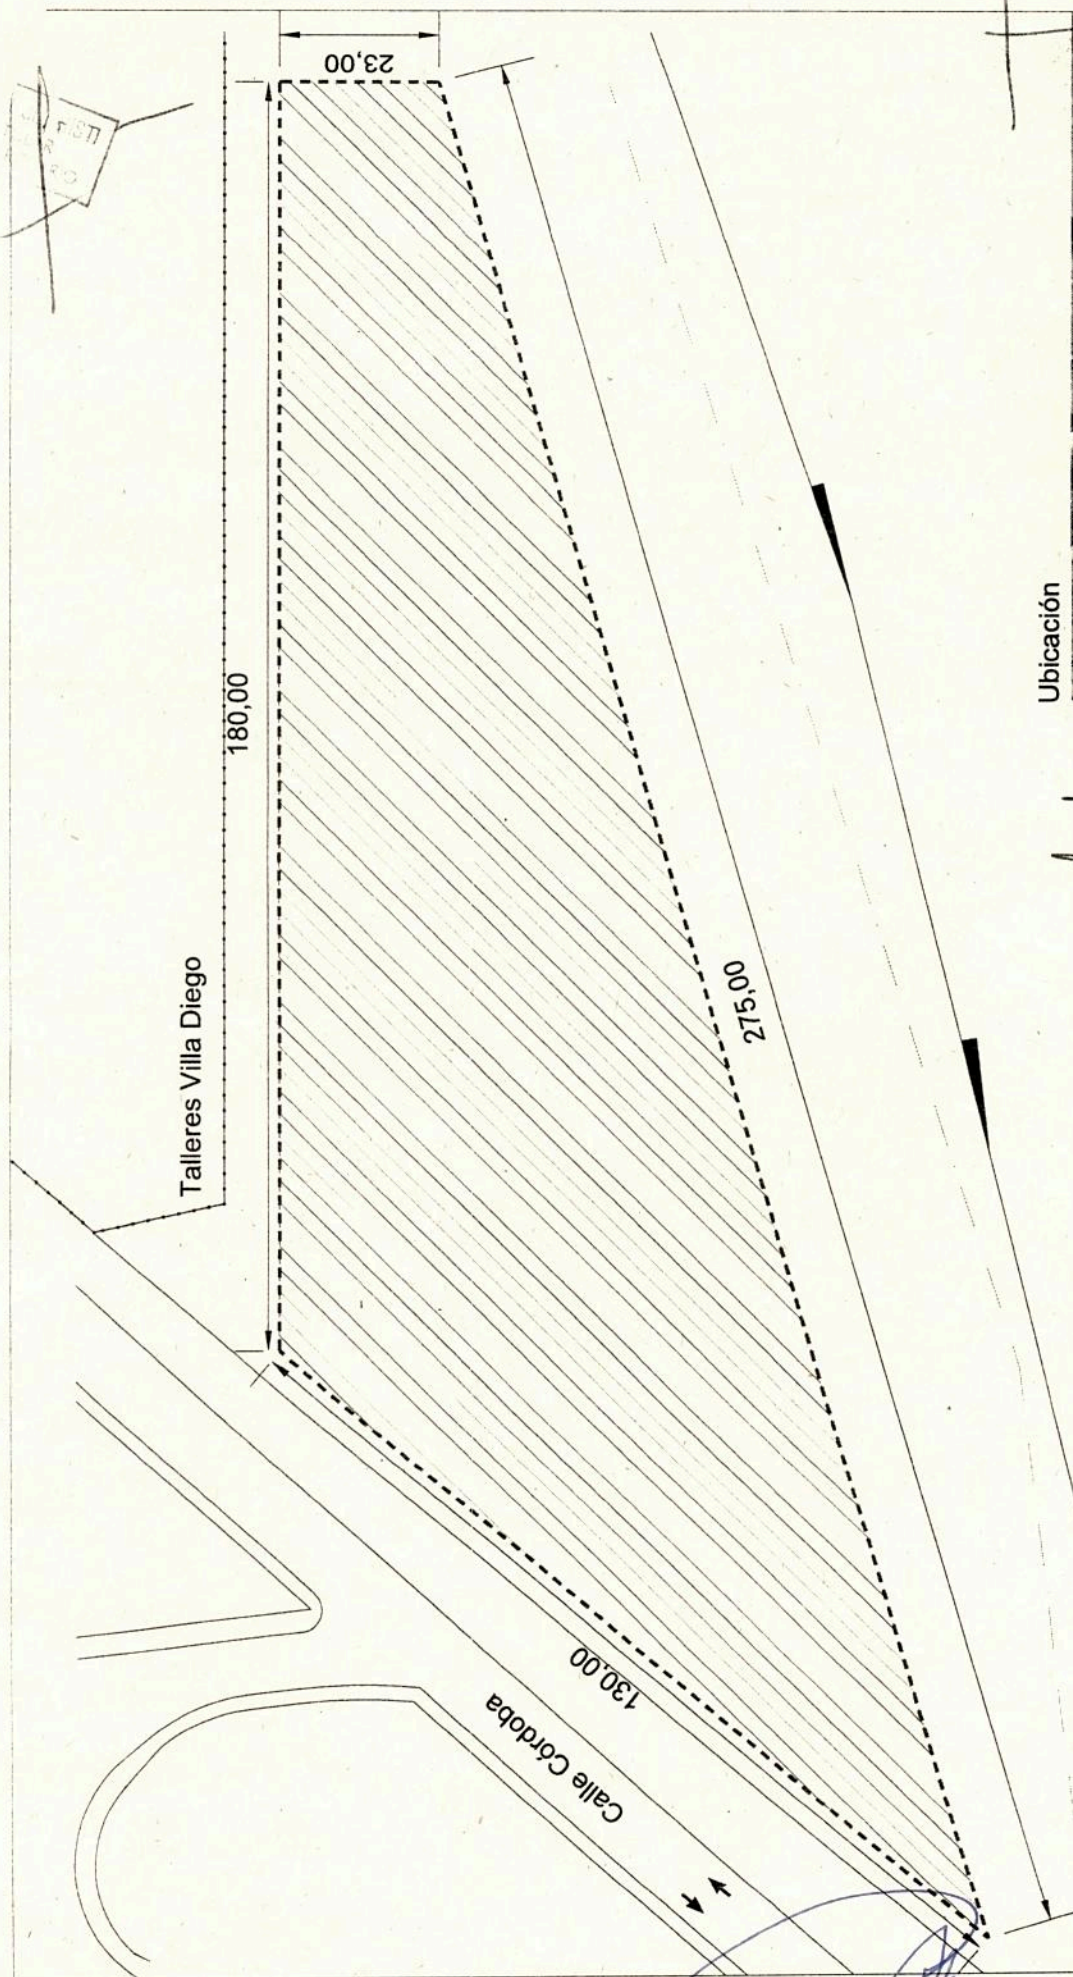 23,00
180,00
Talleres Villa Diego
275,00
130,00
Calle Córdoba
Ubicación